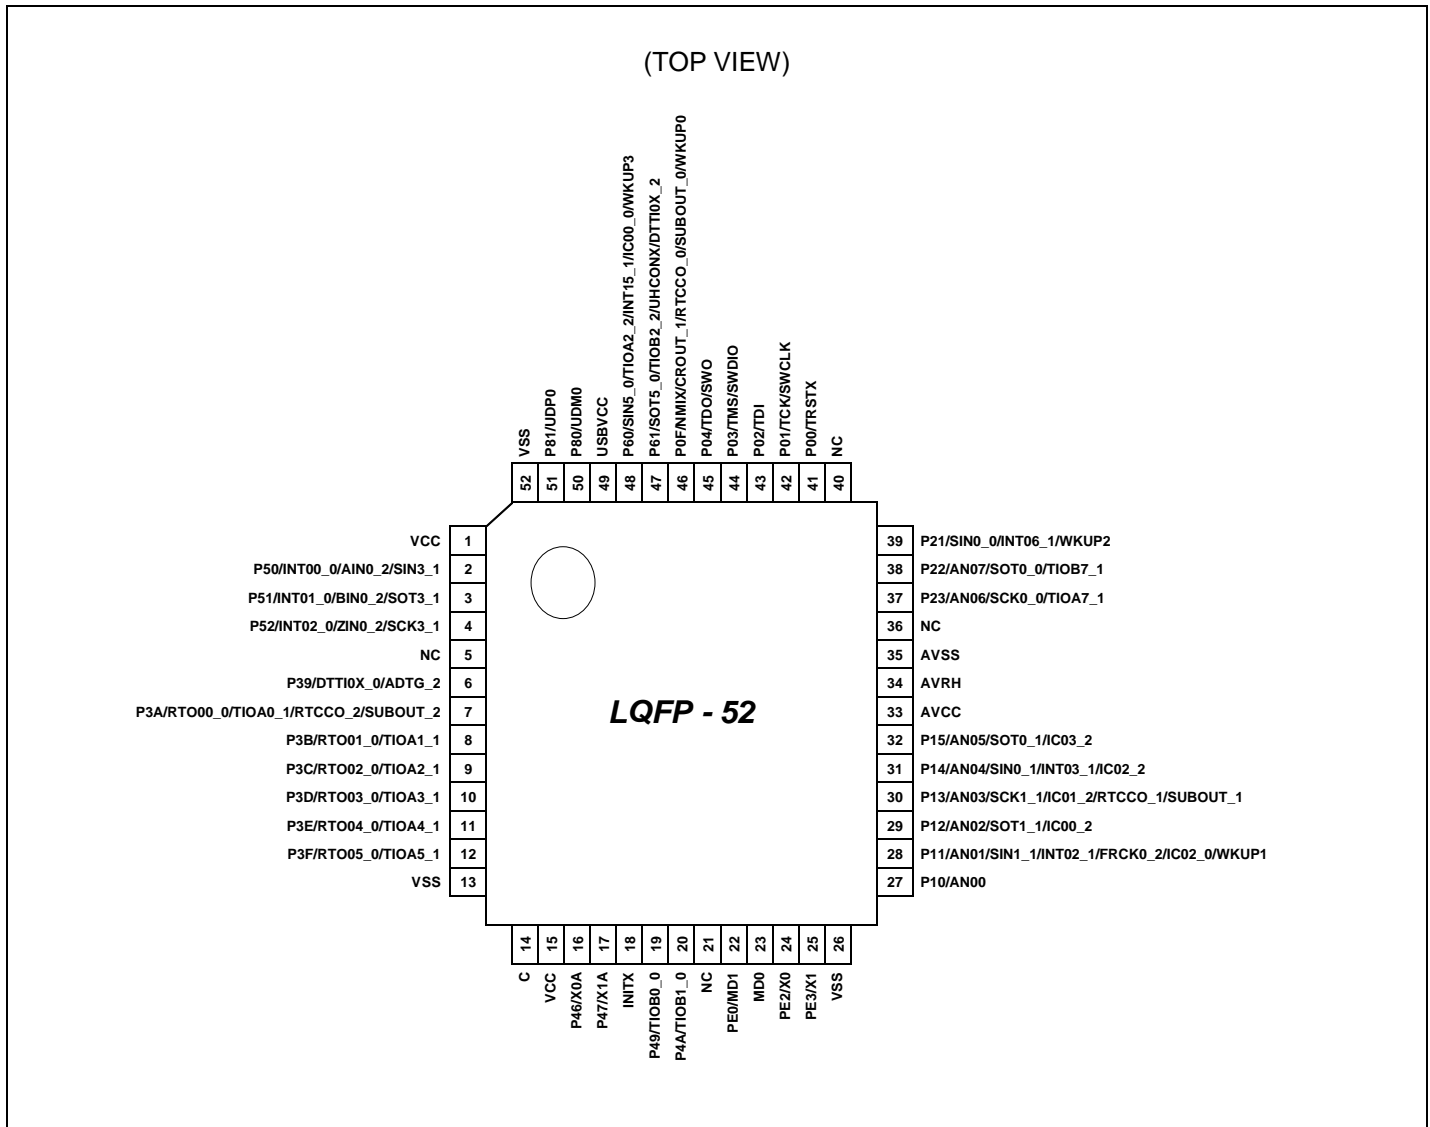 (TOP VIEW)
VSS
P81/UDP0
P80/UDM0
USBVCC
P60/SIN5_0/TIOA2_2/INT15_1/IC00_0/WKUP3
P61/SOT5_0/TIOB2_2/UHCONX/DTTI0X_2
P0F/NMIX/CROUT_1/RTCCO_0/SUBOUT_0/WKUP0
P04/TDO/SWO
P03/TMS/SWDIO
P02/TDI
P01/TCK/SWCLK
P00/TRSTX
NC
52
51
50
49
48
47
46
45
44
43
42
41
40
VCC 1
P50/INT00_0/AIN0_2/SIN3_1 2
P51/INT01_0/BIN0_2/SOT3_1 3
P52/INT02_0/ZIN0_2/SCK3_1 4
NC 5
P39/DTTI0X_0/ADTG_2 6
P3A/RTO00_0/TIOA0_1/RTCCO_2/SUBOUT_2 7
P3B/RTO01_0/TIOA1_1 8
P3C/RTO02_0/TIOA2_1 9
P3D/RTO03_0/TIOA3_1 10
P3E/RTO04_0/TIOA4_1 11
P3F/RTO05_0/TIOA5_1 12
VSS 13
LQFP - 52
39 P21/SIN0_0/INT06_1/WKUP2
38 P22/AN07/SOT0_0/TIOB7_1
37 P23/AN06/SCK0_0/TIOA7_1
36 NC
35 AVSS
34 AVRH
33 AVCC
32 P15/AN05/SOT0_1/IC03_2
31 P14/AN04/SIN0_1/INT03_1/IC02_2
30 P13/AN03/SCK1_1/IC01_2/RTCCO_1/SUBOUT_1
29 P12/AN02/SOT1_1/IC00_2
28 P11/AN01/SIN1_1/INT02_1/FRCK0_2/IC02_0/WKUP1
27 P10/AN00
14
15
16
17
18
19
20
21
22
23
24
25
26
C
VCC
P46/X0A
P47/X1A
INITX
P49/TIOB0_0
P4A/TIOB1_0
NC
PE0/MD1
MD0
PE2/X0
PE3/X1
VSS